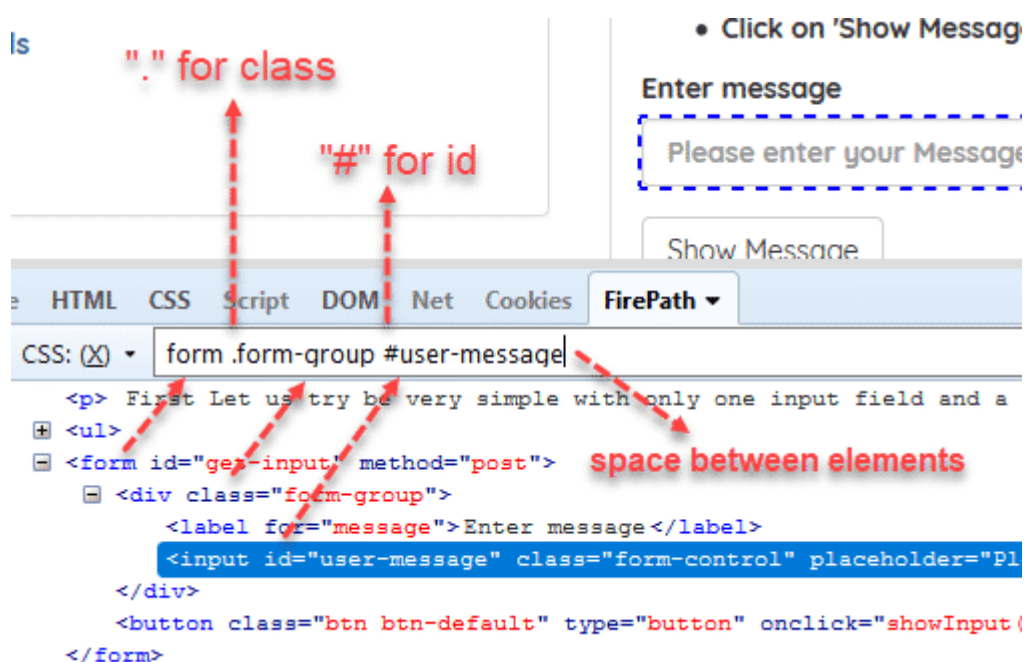 ls
• Click on 'Show Message
"." for class
Enter message
"#" for id
Please enter your Message
Show Message
HTML CSS Script DOM Net Cookies FirePath
CSS: (X) form .form-group #user-message
<p> First Let us try be very simple with only one input field and a
<ul>
<form id="get-input" method="post">
space between elements
<div class="form-group">
<label for="message">Enter message</label>
<input id="user-message" class="form-control" placeholder="Pl
</div>
<button class="btn btn-default" type="button" onclick="showInput(
</form>